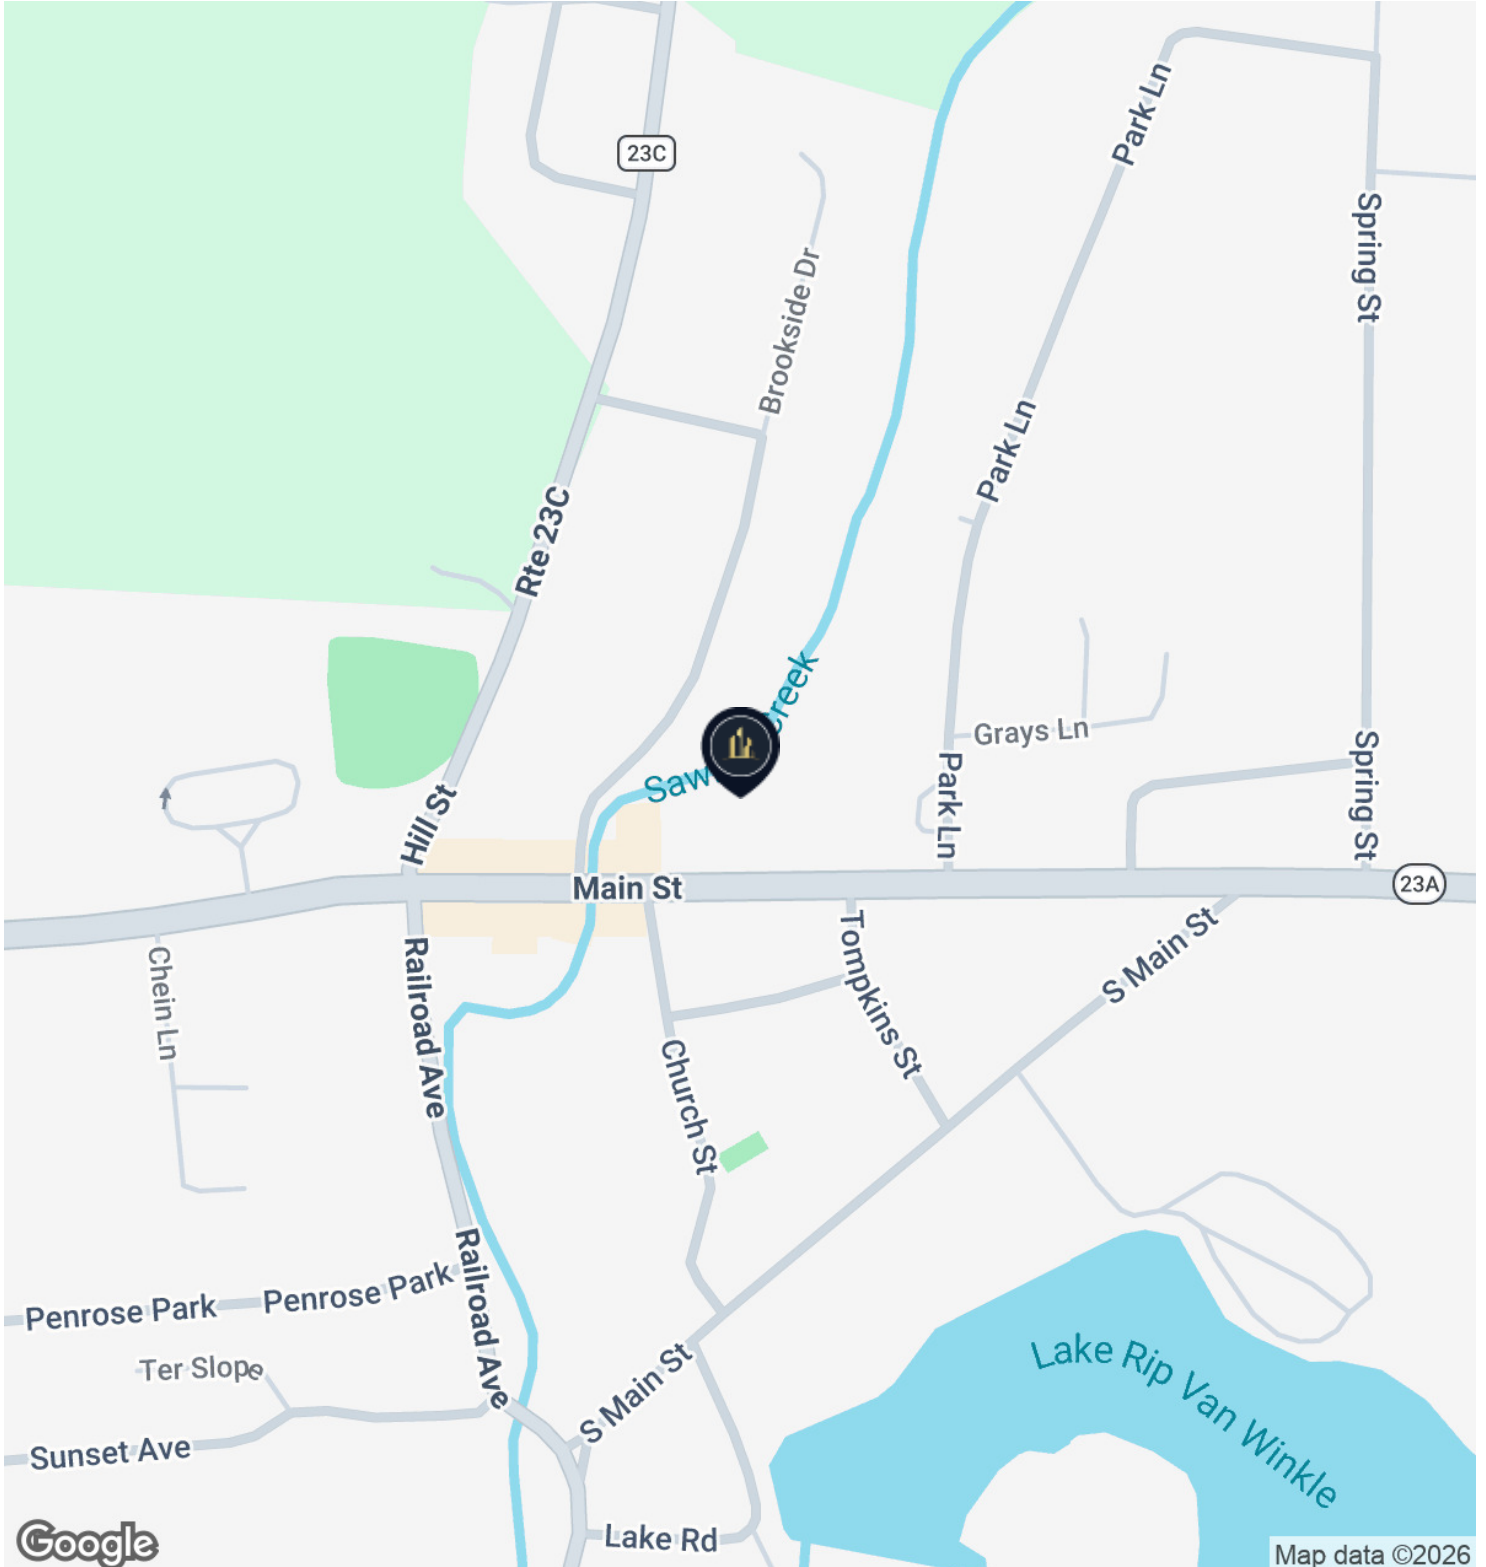 Park Ln
23C
Spring St
Brookside Dr
Park Ln
Rte 23C
Creek
Saw
Grays Ln
Park Ln
Spring St
Hill St
Main St
23A
Tompkins St
S Main St
Railroad Ave
Chein Ln
Church St
Railroad Ave
Penrose Park
Penrose Park
Ter Slope
S Main St
Lake Rip Van Winkle
Sunset Ave
Lake Rd
Google
Map data ©2026